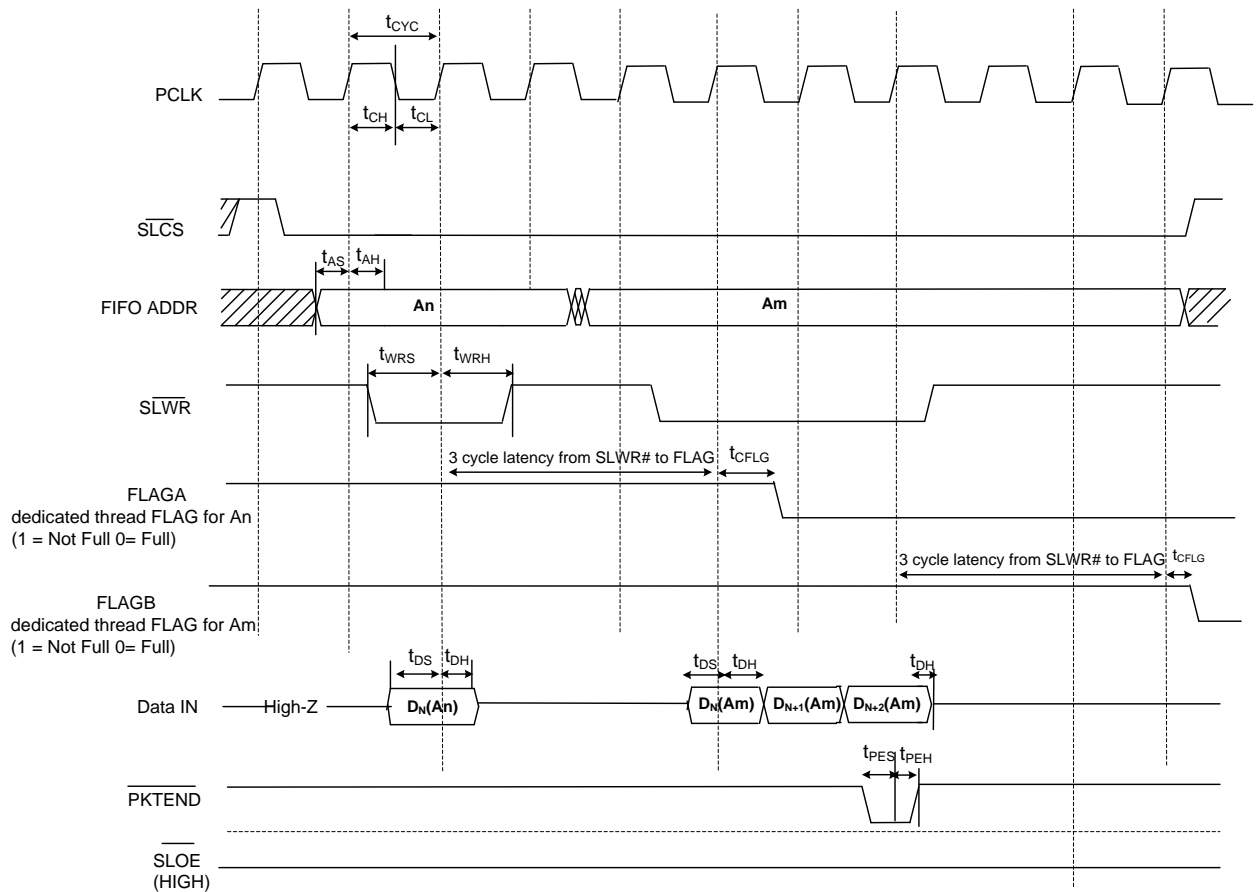 tCYC
PCLK
tCH tCL
SLCS
tAS tAH
FIFO ADDR An Am
tWRS tWRH
SLWR
3 cycle latency from SLWR# to FLAG tCFLG
FLAGA
dedicated thread FLAG for An
(1 = Not Full 0= Full)
3 cycle latency from SLWR# to FLAG tCFLG
FLAGB
dedicated thread FLAG for Am
(1 = Not Full 0= Full)
tDS tDH tDS tDH tDH
Data IN High-Z DN(An) DN(Am) DN+1(Am) DN+2(Am)
tPES tPEH
PKTEND
SLOE
(HIGH)